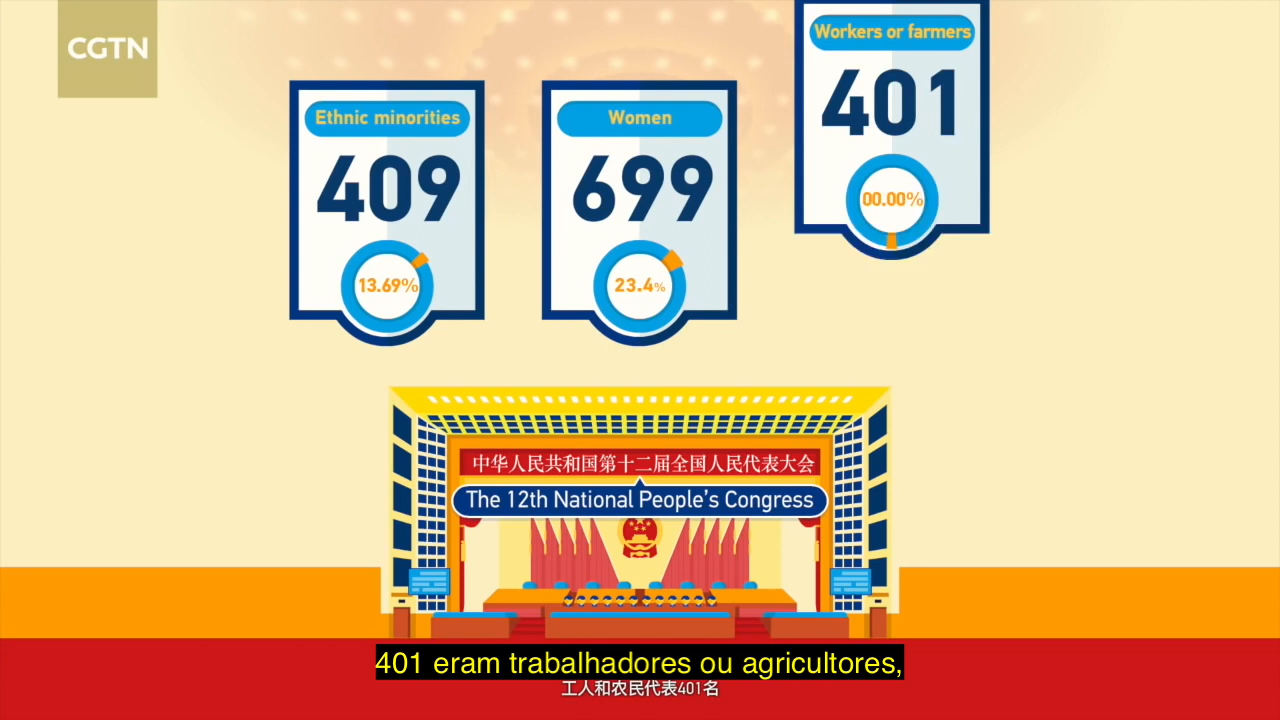 CGTN
Workers or farmers
401
00.00%
Ethnic minorities
409
13.69%
Women
699
23.4%
中华人民共和国第十二届全国人民代表大会
The 12th National People's Congress
401 eram trabalhadores ou agricultores,
工人和农民代表401名